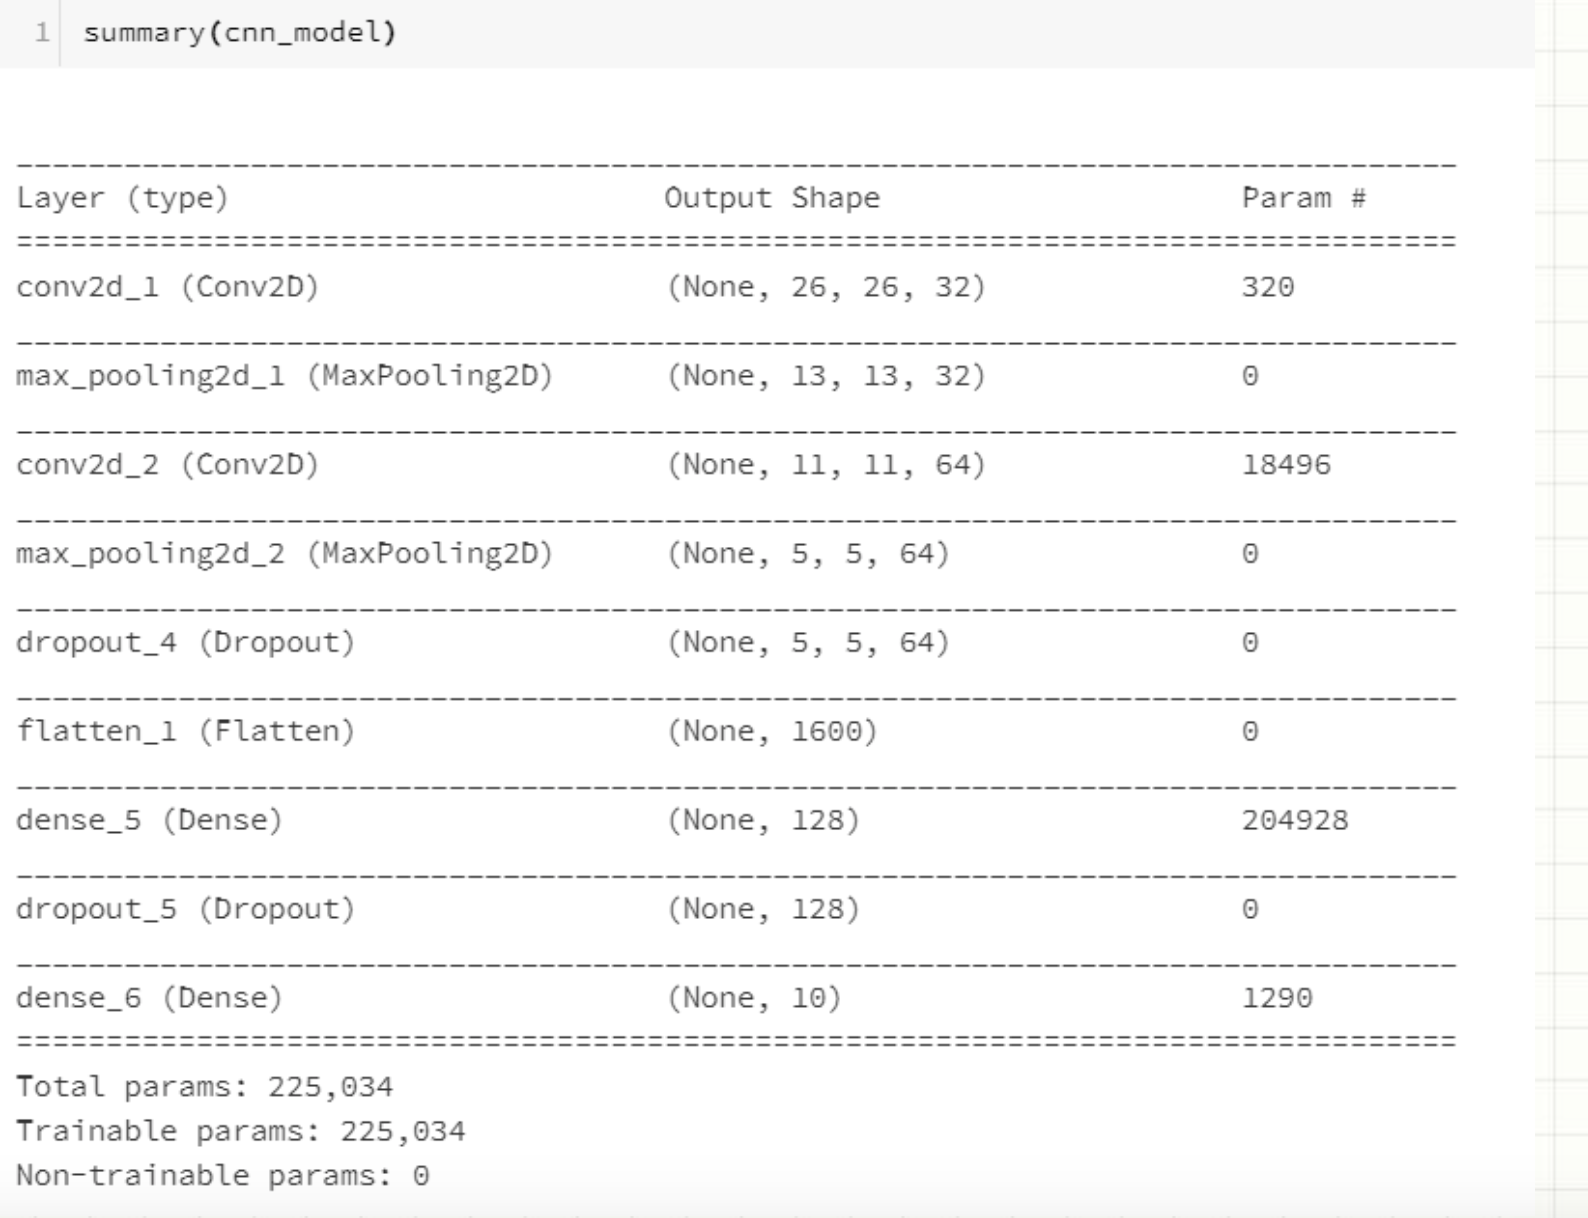 1 summary(cnn_model)
________________________________________________________________________________
Layer (type)                        Output Shape                    Param #
================================================================================
conv2d_1 (Conv2D)                   (None, 26, 26, 32)              320
________________________________________________________________________________
max_pooling2d_1 (MaxPooling2D)      (None, 13, 13, 32)              0
________________________________________________________________________________
conv2d_2 (Conv2D)                   (None, 11, 11, 64)              18496
________________________________________________________________________________
max_pooling2d_2 (MaxPooling2D)      (None, 5, 5, 64)                0
________________________________________________________________________________
dropout_4 (Dropout)                 (None, 5, 5, 64)                0
________________________________________________________________________________
flatten_1 (Flatten)                 (None, 1600)                    0
________________________________________________________________________________
dense_5 (Dense)                     (None, 128)                     204928
________________________________________________________________________________
dropout_5 (Dropout)                 (None, 128)                     0
________________________________________________________________________________
dense_6 (Dense)                     (None, 10)                      1290
================================================================================
Total params: 225,034
Trainable params: 225,034
Non-trainable params: 0